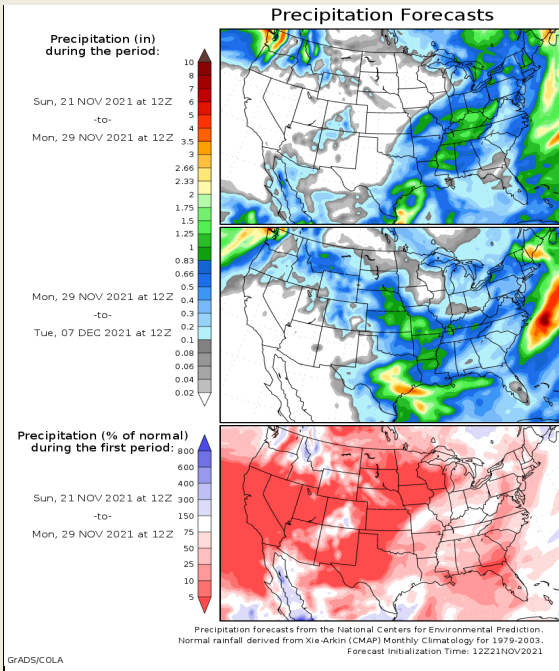 Precipitation Forecasts
Precipitation (in)
during the period:
Sun, 21 NOV 2021 at 12Z
-to-
Mon, 29 NOV 2021 at 12Z
10
8
7
6
5
4
3.5
3
2.66
2.33
2
1.75
1.5
1.25
1
0.83
0.66
0.5
0.4
0.3
0.2
0.1
0.08
0.06
0.04
0.02
Mon, 29 NOV 2021 at 12Z
-to-
Tue, 07 DEC 2021 at 12Z
Precipitation (% of normal)
during the first period:
Sun, 21 NOV 2021 at 12Z
-to-
Mon, 29 NOV 2021 at 12Z
800
600
400
300
150
75
50
25
10
5
Precipitation forecasts from the National Centers for Environmental Prediction.
Normal rainfall derived from Xie-Arkin (CMAP) Monthly Climatology for 1979-2003.
Forecast Initialization Time: 12Z21NOV2021
GrADS/COLA